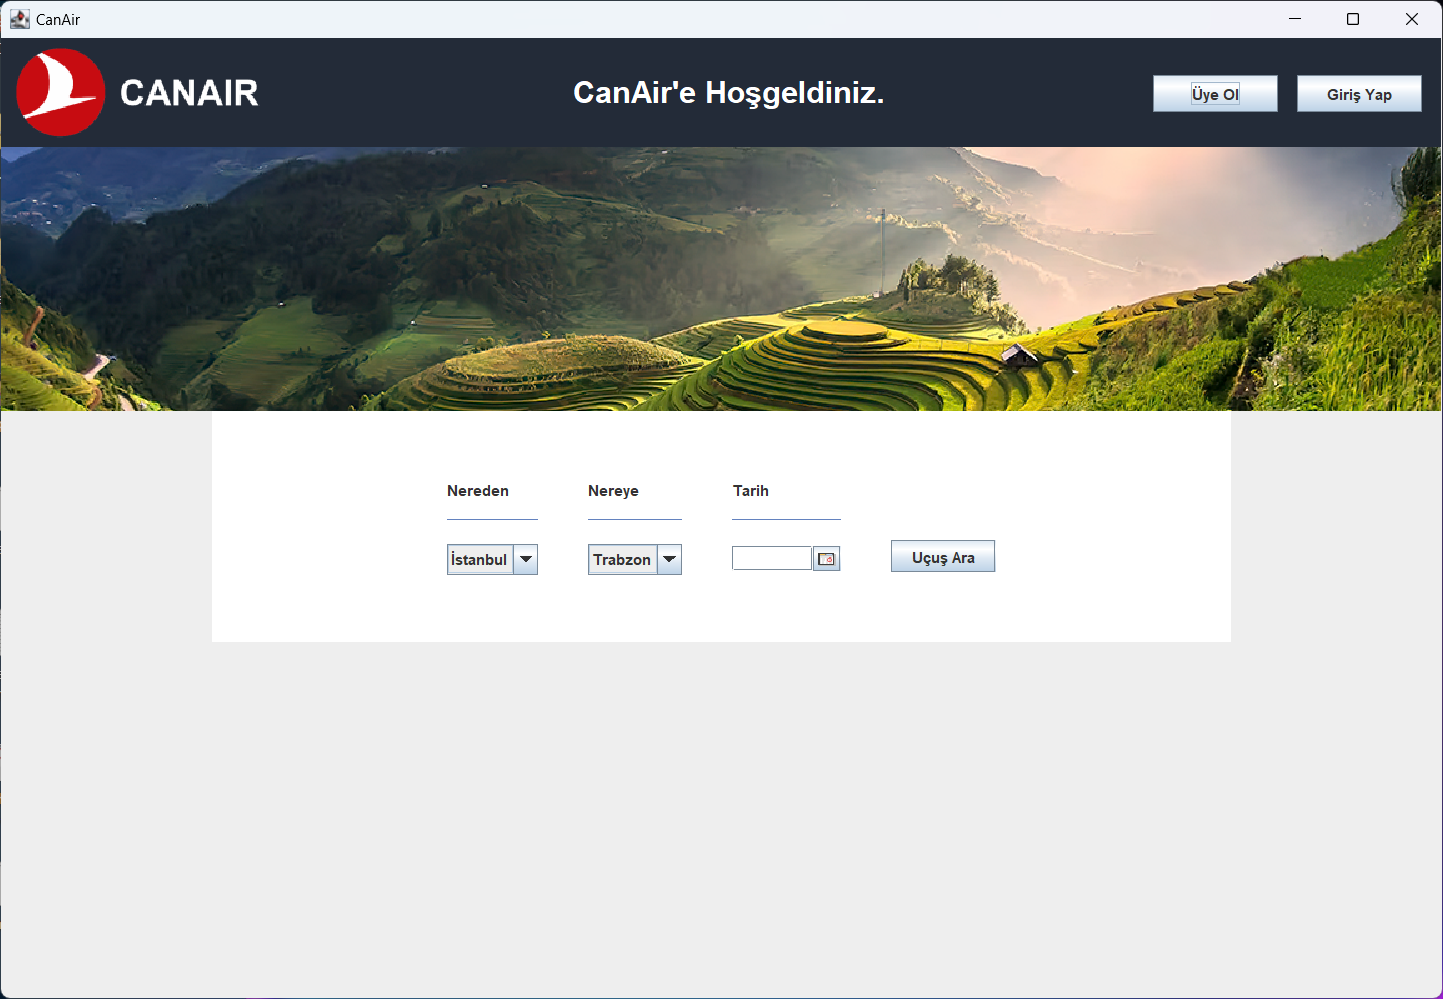 CanAir
CANAIR
CanAir'e Hoşgeldiniz.
Üye Ol
Giriş Yap
Nereden
Nereye
Tarih
İstanbul
Trabzon
Uçuş Ara